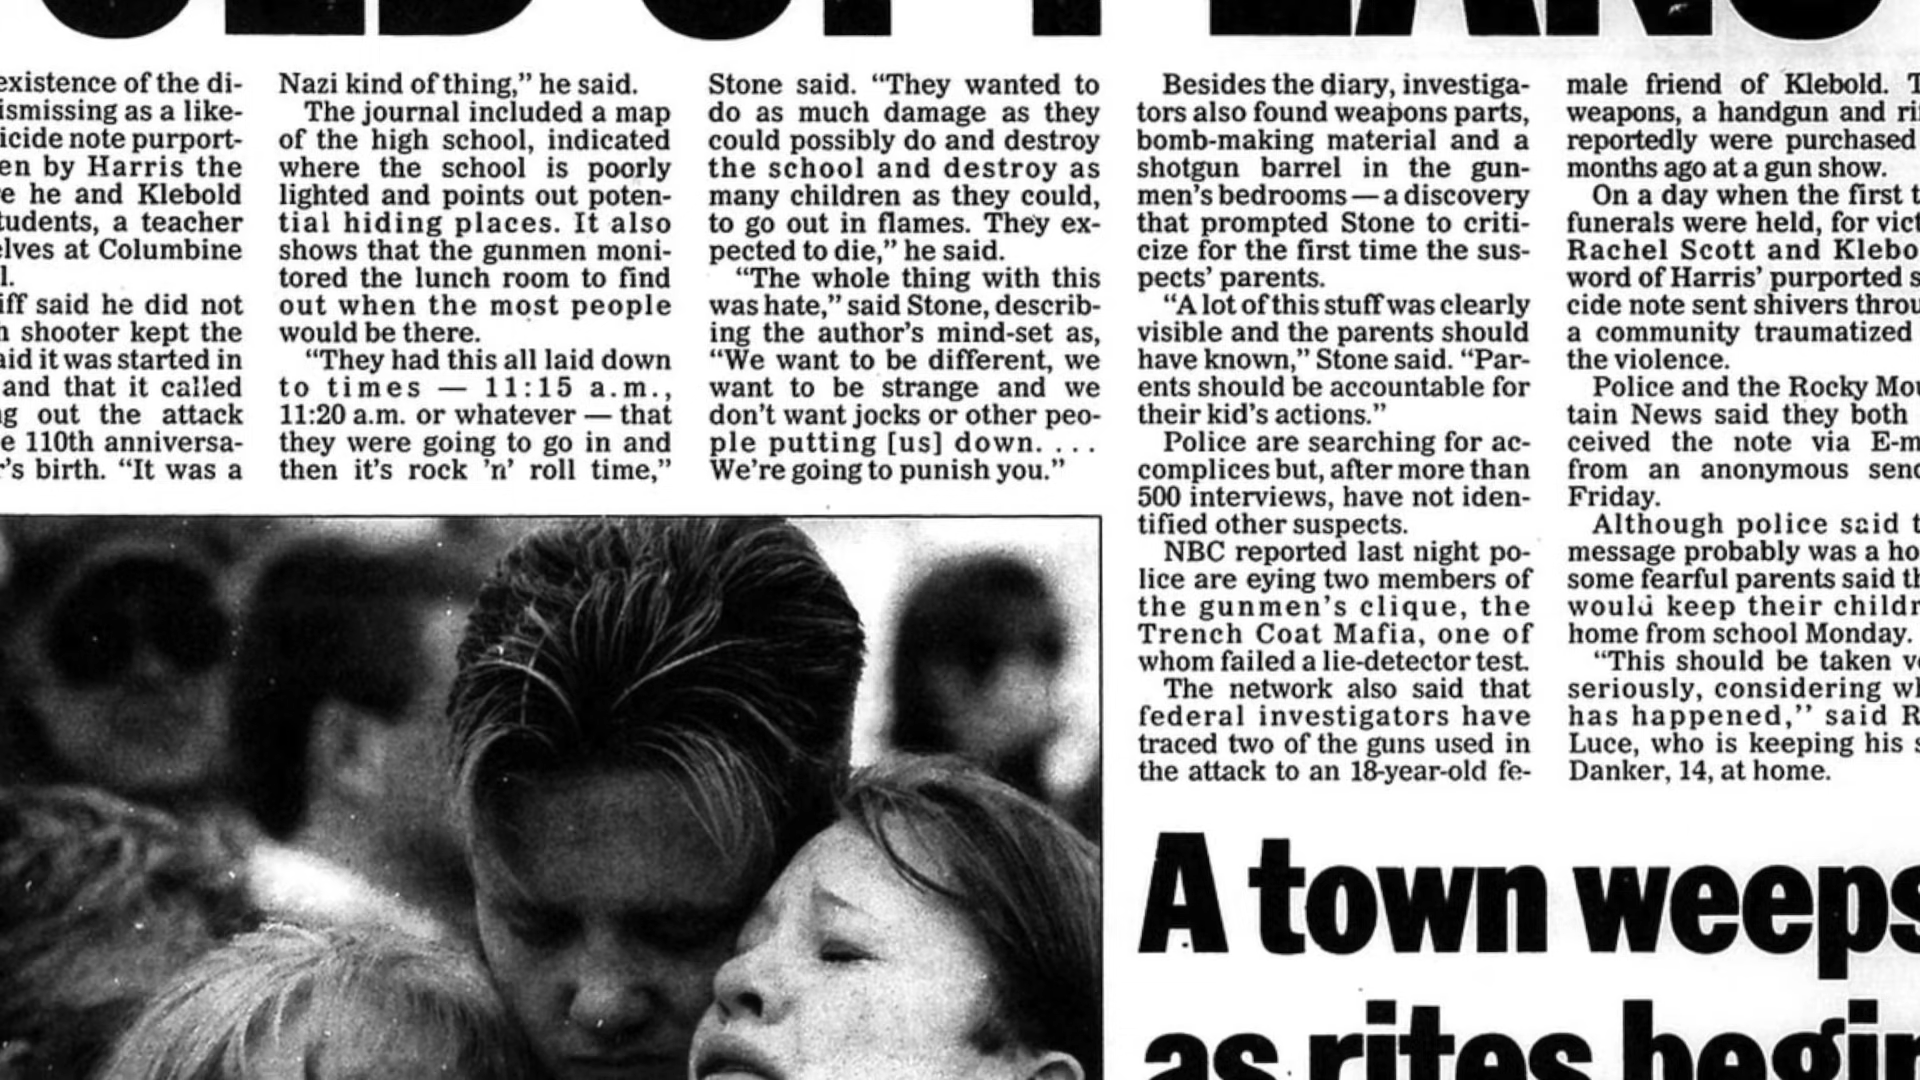 existence of the di-
ismissing as a like-
icide note purport-
en by Harris the
e he and Klebold
tudents, a teacher
elves at Columbine
l.
iff said he did not
h shooter kept the
aid it was started in
and that it called
g out the attack
e 110th anniversa-
r's birth. “It was a
Nazi kind of thing,” he said.
The journal included a map
of the high school, indicated
where the school is poorly
lighted and points out poten-
tial hiding places. It also
shows that the gunmen moni-
tored the lunch room to find
out when the most people
would be there.
“They had this all laid down
to times — 11:15 a.m.,
11:20 a.m. or whatever — that
they were going to go in and
then it's rock 'n' roll time,”
Stone said. “They wanted to
do as much damage as they
could possibly do and destroy
the school and destroy as
many children as they could,
to go out in flames. They ex-
pected to die,” he said.
“The whole thing with this
was hate,” said Stone, describ-
ing the author's mind-set as,
“We want to be different, we
want to be strange and we
don't want jocks or other peo-
ple putting [us] down. . . .
We're going to punish you.”
Besides the diary, investiga-
tors also found weapons parts,
bomb-making material and a
shotgun barrel in the gun-
men's bedrooms — a discovery
that prompted Stone to criti-
cize for the first time the sus-
pects' parents.
“A lot of this stuff was clearly
visible and the parents should
have known,” Stone said. “Par-
ents should be accountable for
their kid's actions.”
Police are searching for ac-
complices but, after more than
500 interviews, have not iden-
tified other suspects.
NBC reported last night po-
lice are eying two members of
the gunmen's clique, the
Trench Coat Mafia, one of
whom failed a lie-detector test.
The network also said that
federal investigators have
traced two of the guns used in
the attack to an 18-year-old fe-
male friend of Klebold. T
weapons, a handgun and ri
reportedly were purchased
months ago at a gun show.
On a day when the first t
funerals were held, for vict
Rachel Scott and Klebo
word of Harris' purported s
cide note sent shivers throu
a community traumatized
the violence.
Police and the Rocky Mou
tain News said they both
ceived the note via E-m
from an anonymous send
Friday.
Although police said t
message probably was a ho
some fearful parents said th
would keep their childr
home from school Monday.
“This should be taken ve
seriously, considering wh
has happened,” said R
Luce, who is keeping his s
Danker, 14, at home.
A town weeps
as rites begin